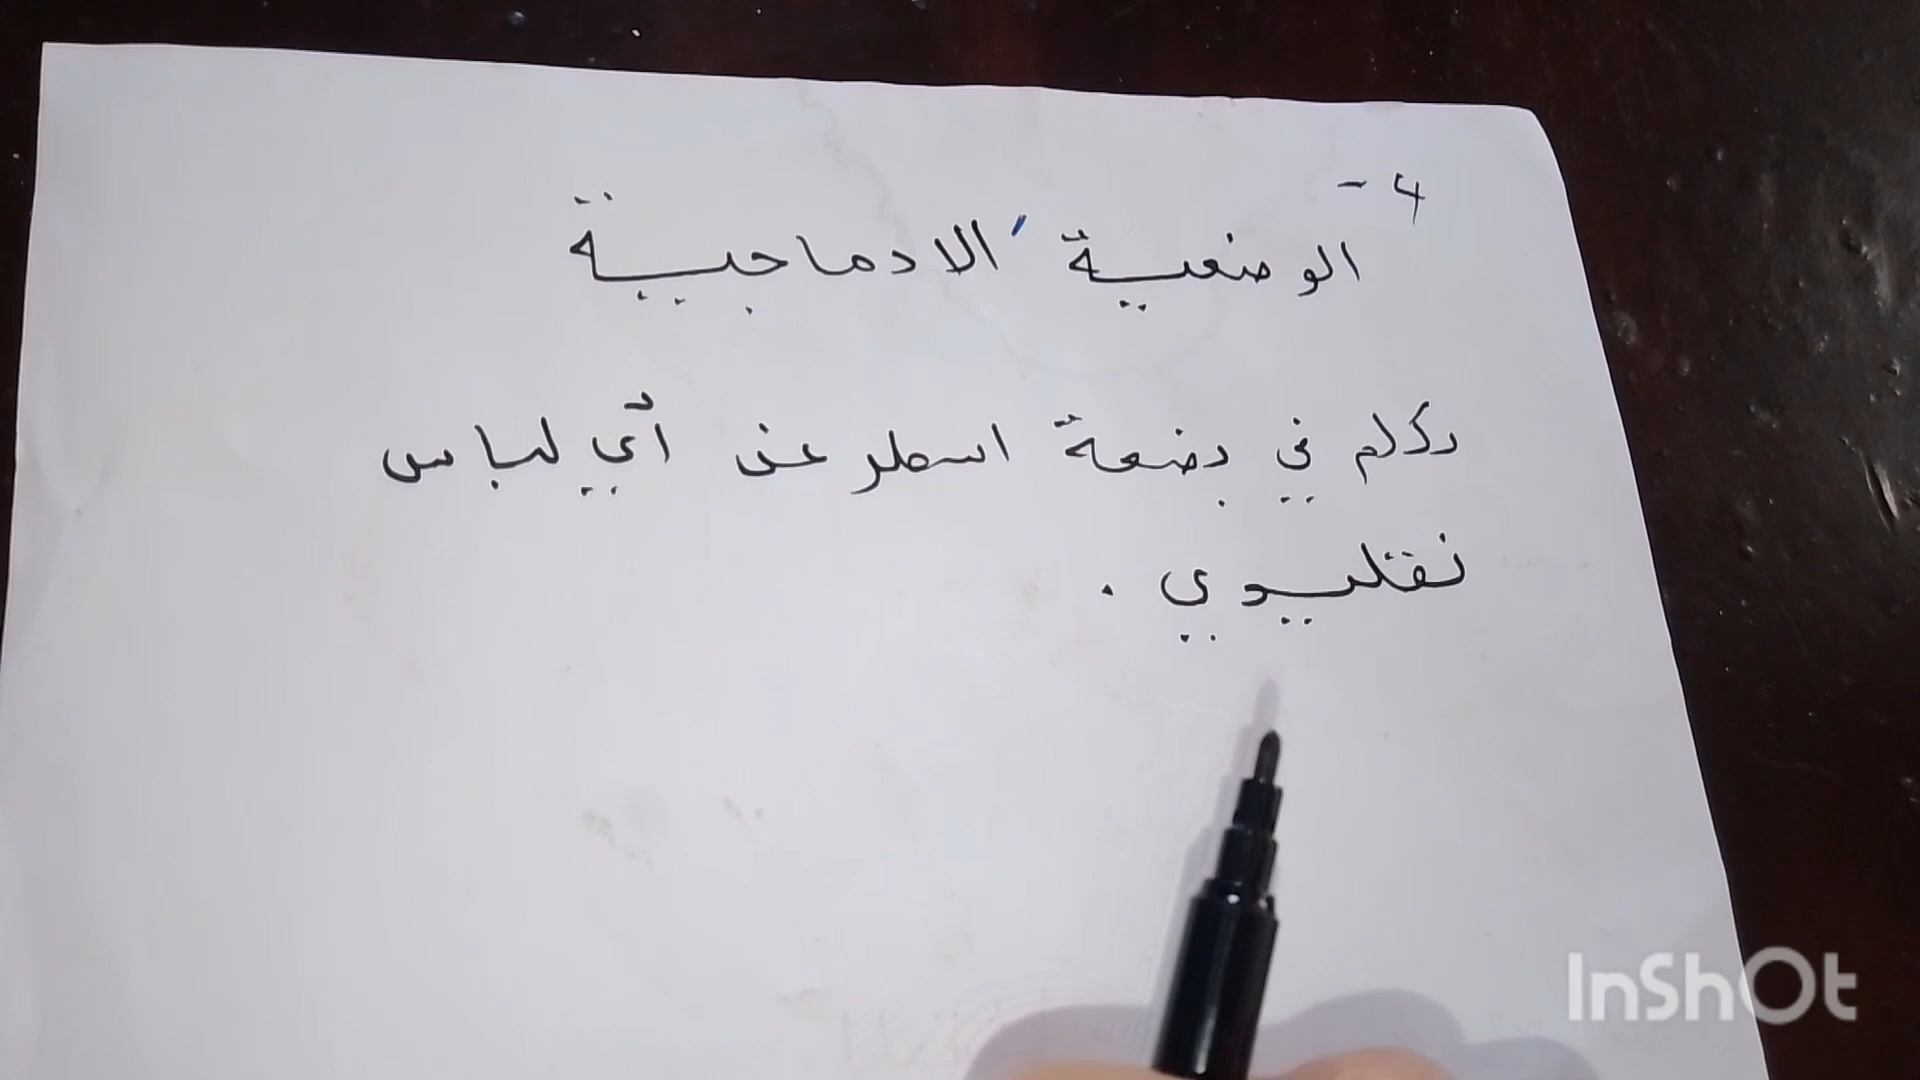 4 -
الوضعية الادماجية
تكلم في بضعة اسطر عن أي لباس
تقليدي .
InShOt